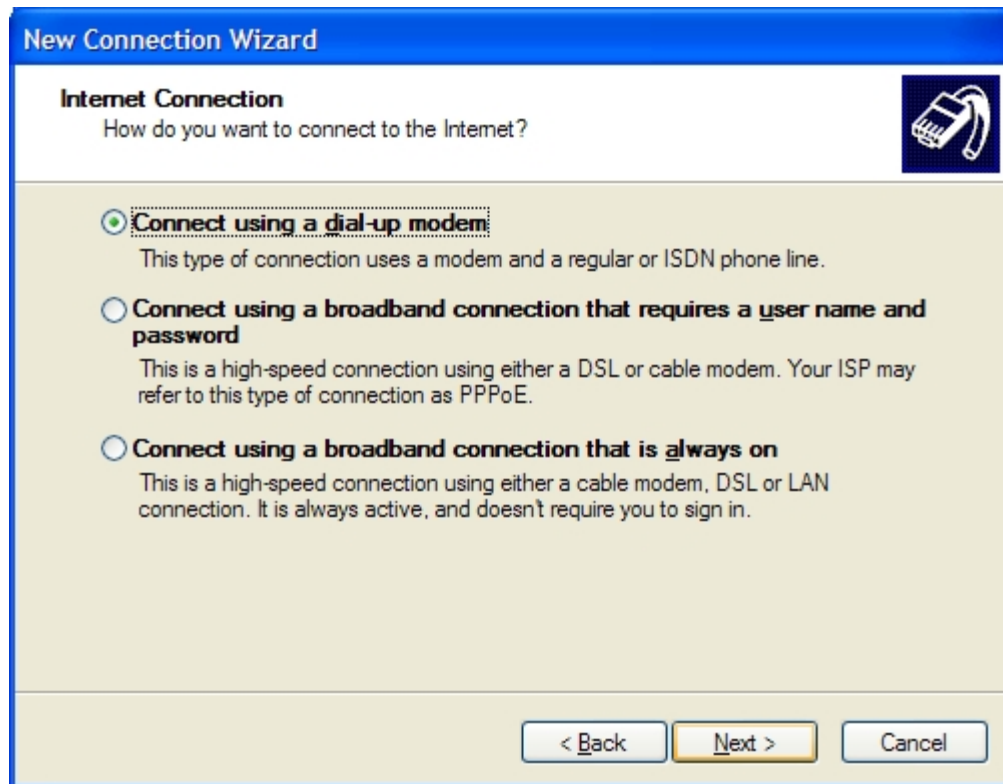 New Connection Wizard
Internet Connection
How do you want to connect to the Internet?
Connect using a dial-up modem
This type of connection uses a modem and a regular or ISDN phone line.
Connect using a broadband connection that requires a user name and
password
This is a high-speed connection using either a DSL or cable modem. Your ISP may
refer to this type of connection as PPPoE.
Connect using a broadband connection that is always on
This is a high-speed connection using either a cable modem, DSL or LAN
connection. It is always active, and doesn't require you to sign in.
< Back
Next >
Cancel